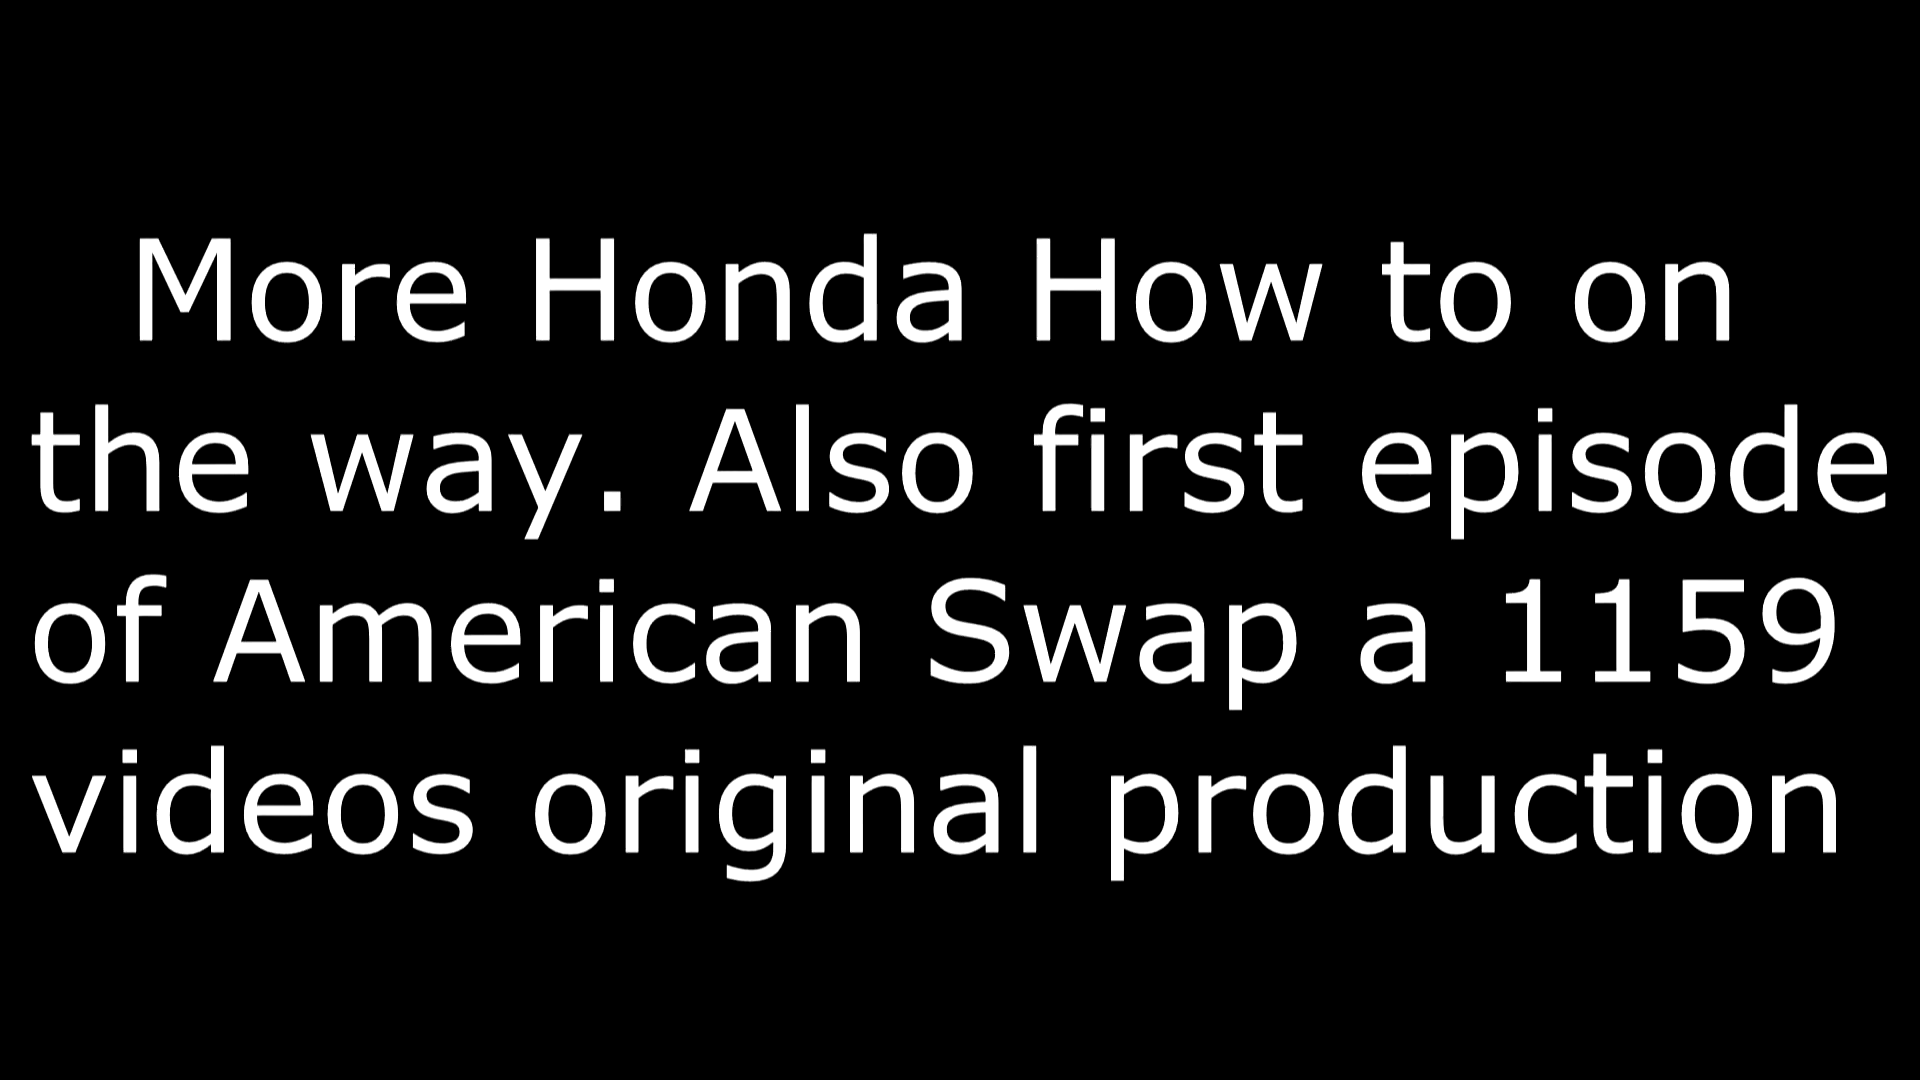 More Honda How to on
the way. Also first episode
of American Swap a 1159
videos original production